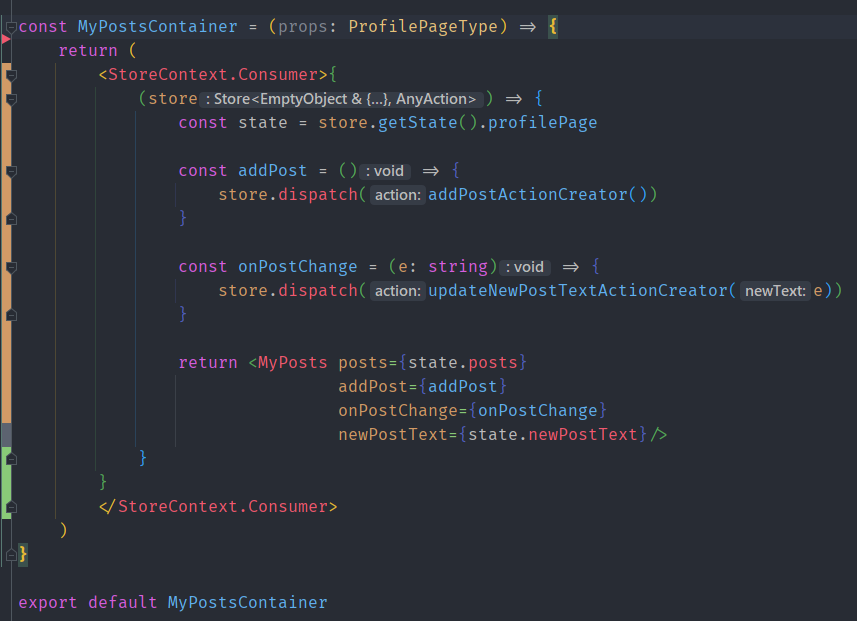 const MyPostsContainer = (props: ProfilePageType) => {
    return (
        <StoreContext.Consumer>{
            (store : Store<EmptyObject & {...}, AnyAction> ) => {
                const state = store.getState().profilePage

                const addPost = () : void => {
                    store.dispatch( action: addPostActionCreator())
                }

                const onPostChange = (e: string) : void => {
                    store.dispatch( action: updateNewPostTextActionCreator( newText: e))
                }

                return <MyPosts posts={state.posts}
                                addPost={addPost}
                                onPostChange={onPostChange}
                                newPostText={state.newPostText}/>
            }
        }
        </StoreContext.Consumer>
    )
}

export default MyPostsContainer